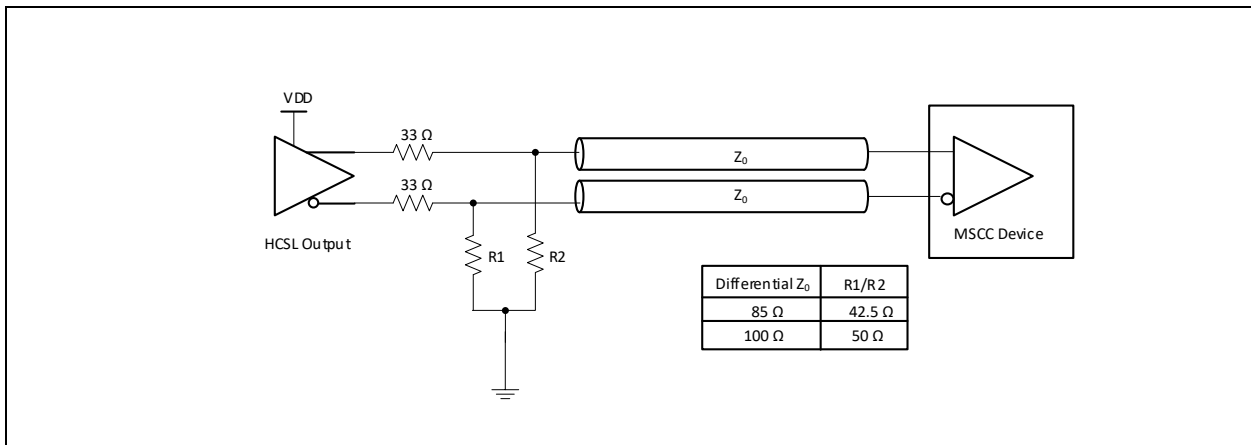 VDD
33 Ω
33 Ω
HCSL Output
R1
R2
Z₀
Z₀
MSCC Device
Differential Z₀ R1/R2
85 Ω 42.5 Ω
100 Ω 50 Ω